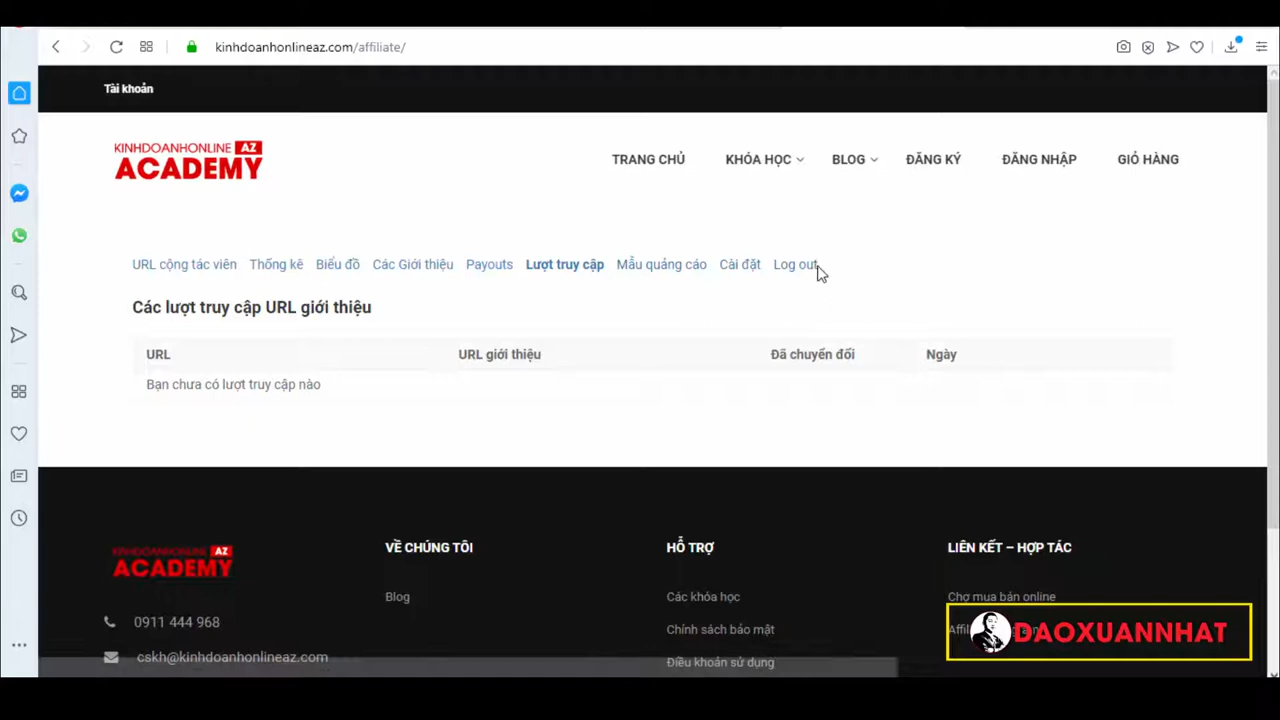 kinhdoanhonlineaz.com/affiliate/
Tài khoản
KINHDOANHONLINE AZ
ACADEMY
TRANG CHỦ KHÓA HỌC BLOG ĐĂNG KÝ ĐĂNG NHẬP GIỎ HÀNG
URL cộng tác viên Thống kê Biểu đồ Các Giới thiệu Payouts Lượt truy cập Mẫu quảng cáo Cài đặt Log out
Các lượt truy cập URL giới thiệu
URL URL giới thiệu Đã chuyển đổi Ngày
Bạn chưa có lượt truy cập nào
KINHDOANHONLINE AZ
ACADEMY
0911 444 968
cskh@kinhdoanhonlineaz.com
VỀ CHÚNG TÔI
Blog
HỖ TRỢ
Các khóa học
Chính sách bảo mật
Điều khoản sử dụng
LIÊN KẾT – HỢP TÁC
Chợ mua bán online
DAOXUANNHAT